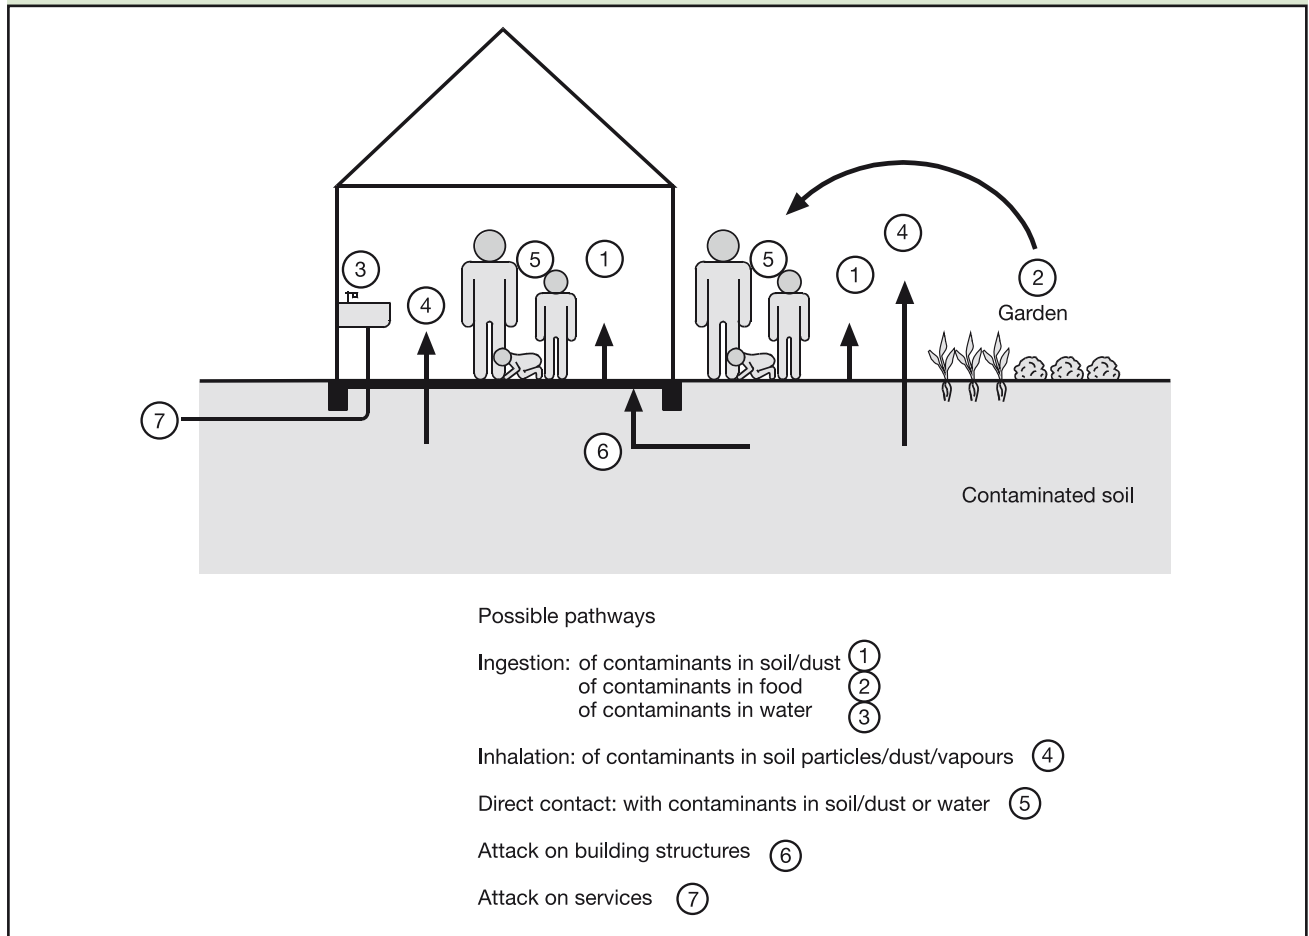 3
4
5
1
5
1
4
2
Garden
7
6
Contaminated soil
Possible pathways
Ingestion: of contaminants in soil/dust 1
of contaminants in food 2
of contaminants in water 3
Inhalation: of contaminants in soil particles/dust/vapours 4
Direct contact: with contaminants in soil/dust or water 5
Attack on building structures 6
Attack on services 7